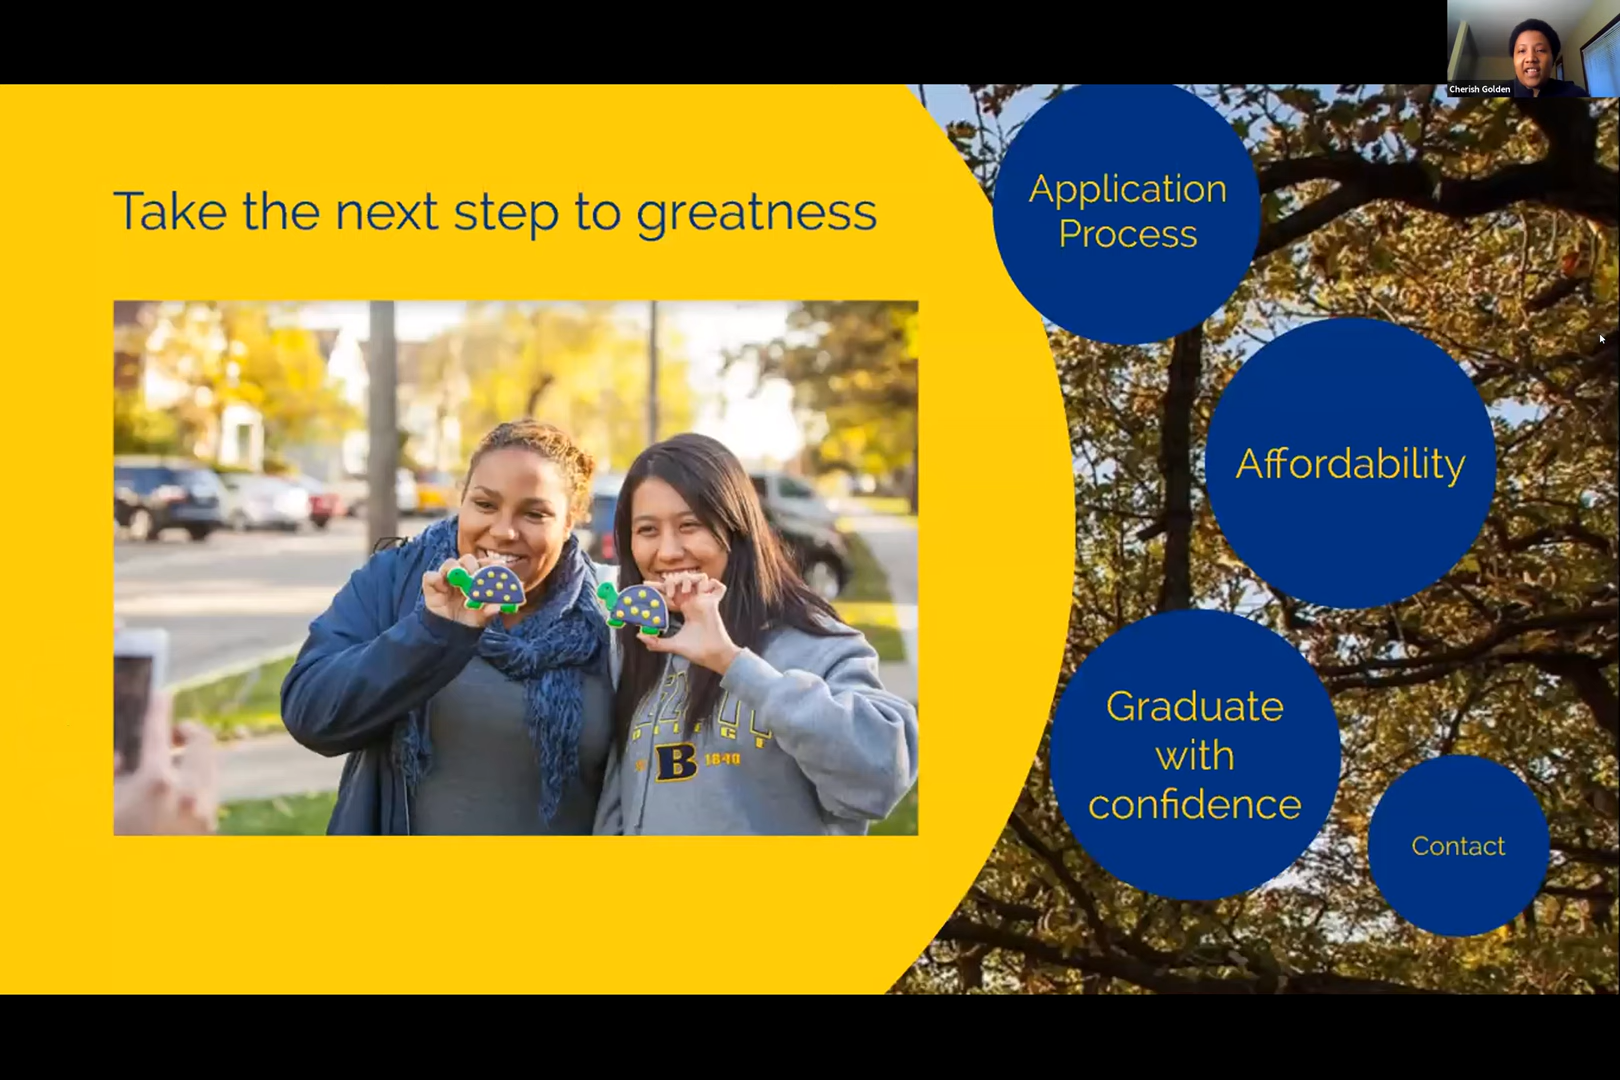 Cherish Golden
Take the next step to greatness
Application
Process
Affordability
Graduate
with
confidence
Contact
B 1840